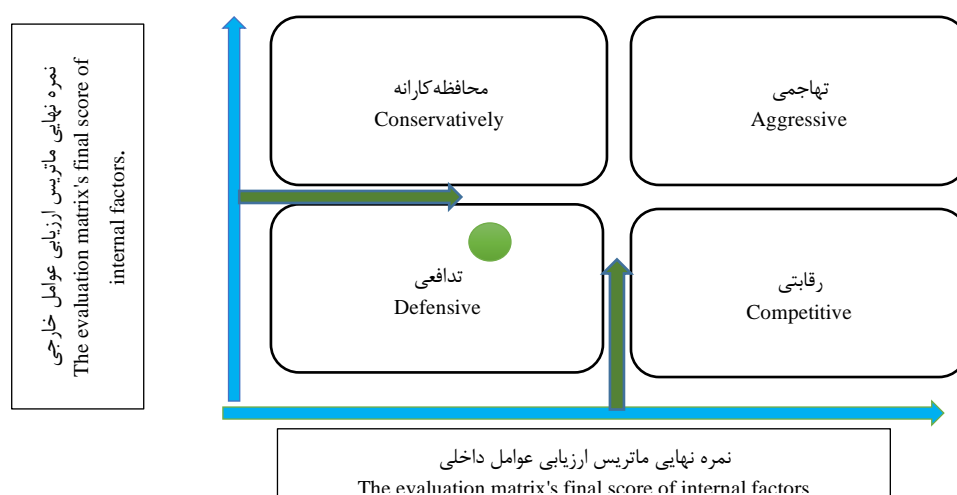 محافظه‌کارانه
Conservatively
تهاجمی
Aggressive
تدافعی
Defensive
رقابتی
Competitive
نمره نهایی ماتریس ارزیابی عوامل خارجی
The evaluation matrix's final score of
internal factors.
نمره نهایی ماتریس ارزیابی عوامل داخلی
The evaluation matrix's final score of internal factors